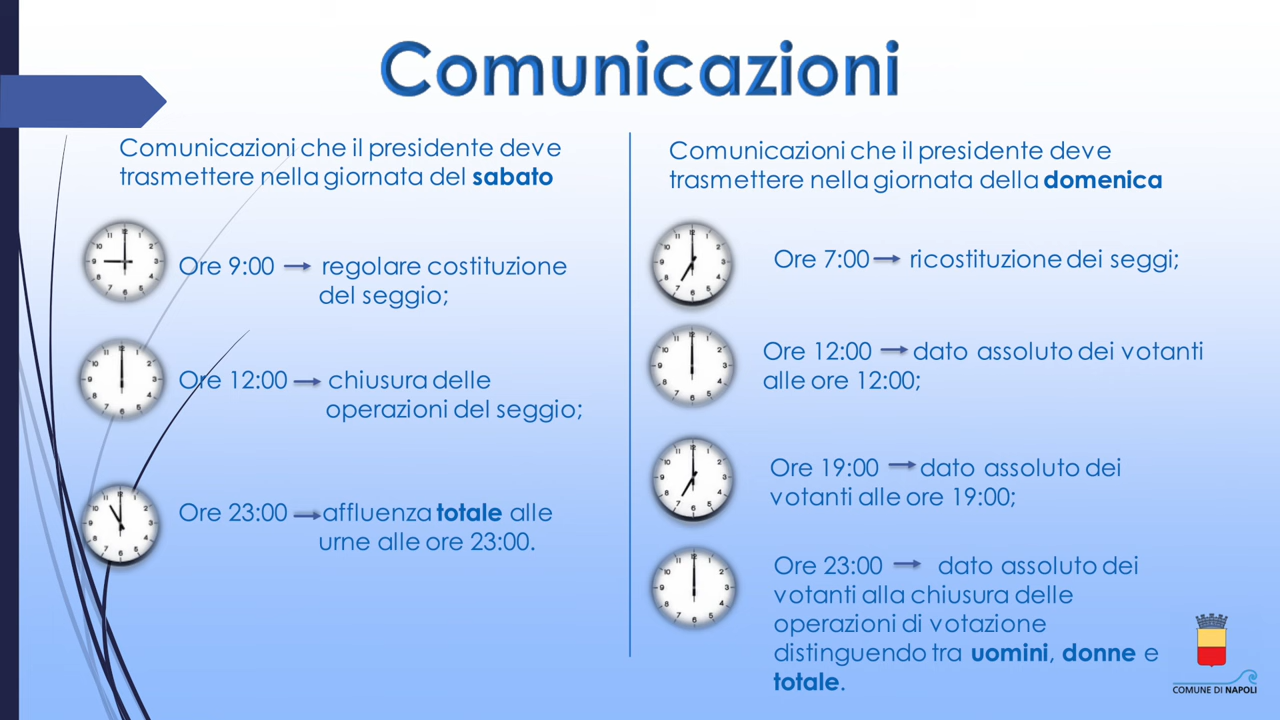 Comunicazioni
Comunicazioni che il presidente deve
trasmettere nella giornata del sabato
Ore 9:00 → regolare costituzione
del seggio;
Ore 12:00 → chiusura delle
operazioni del seggio;
Ore 23:00 → affluenza totale alle
urne alle ore 23:00.
Comunicazioni che il presidente deve
trasmettere nella giornata della domenica
Ore 7:00 → ricostituzione dei seggi;
Ore 12:00 → dato assoluto dei votanti
alle ore 12:00;
Ore 19:00 → dato assoluto dei
votanti alle ore 19:00;
Ore 23:00 → dato assoluto dei
votanti alla chiusura delle
operazioni di votazione
distinguendo tra uomini, donne e
totale.
COMUNE DI NAPOLI